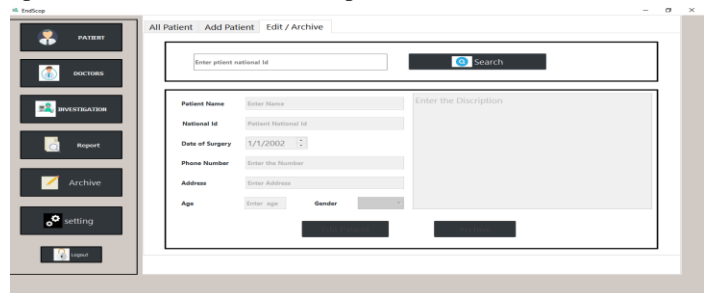 EndScop
All Patient Add Patient Edit / Archive
PATIENT
DOCTORS
INVESTIGATION
Report
Archive
setting
Logout
Enter ptient national Id
Search
Patient Name Enter Name
National Id Patient National Id
Date of Surgery 1/1/2002
Phone Number Enter the Number
Address Enter Address
Age Enter age Gender
Enter the Discription